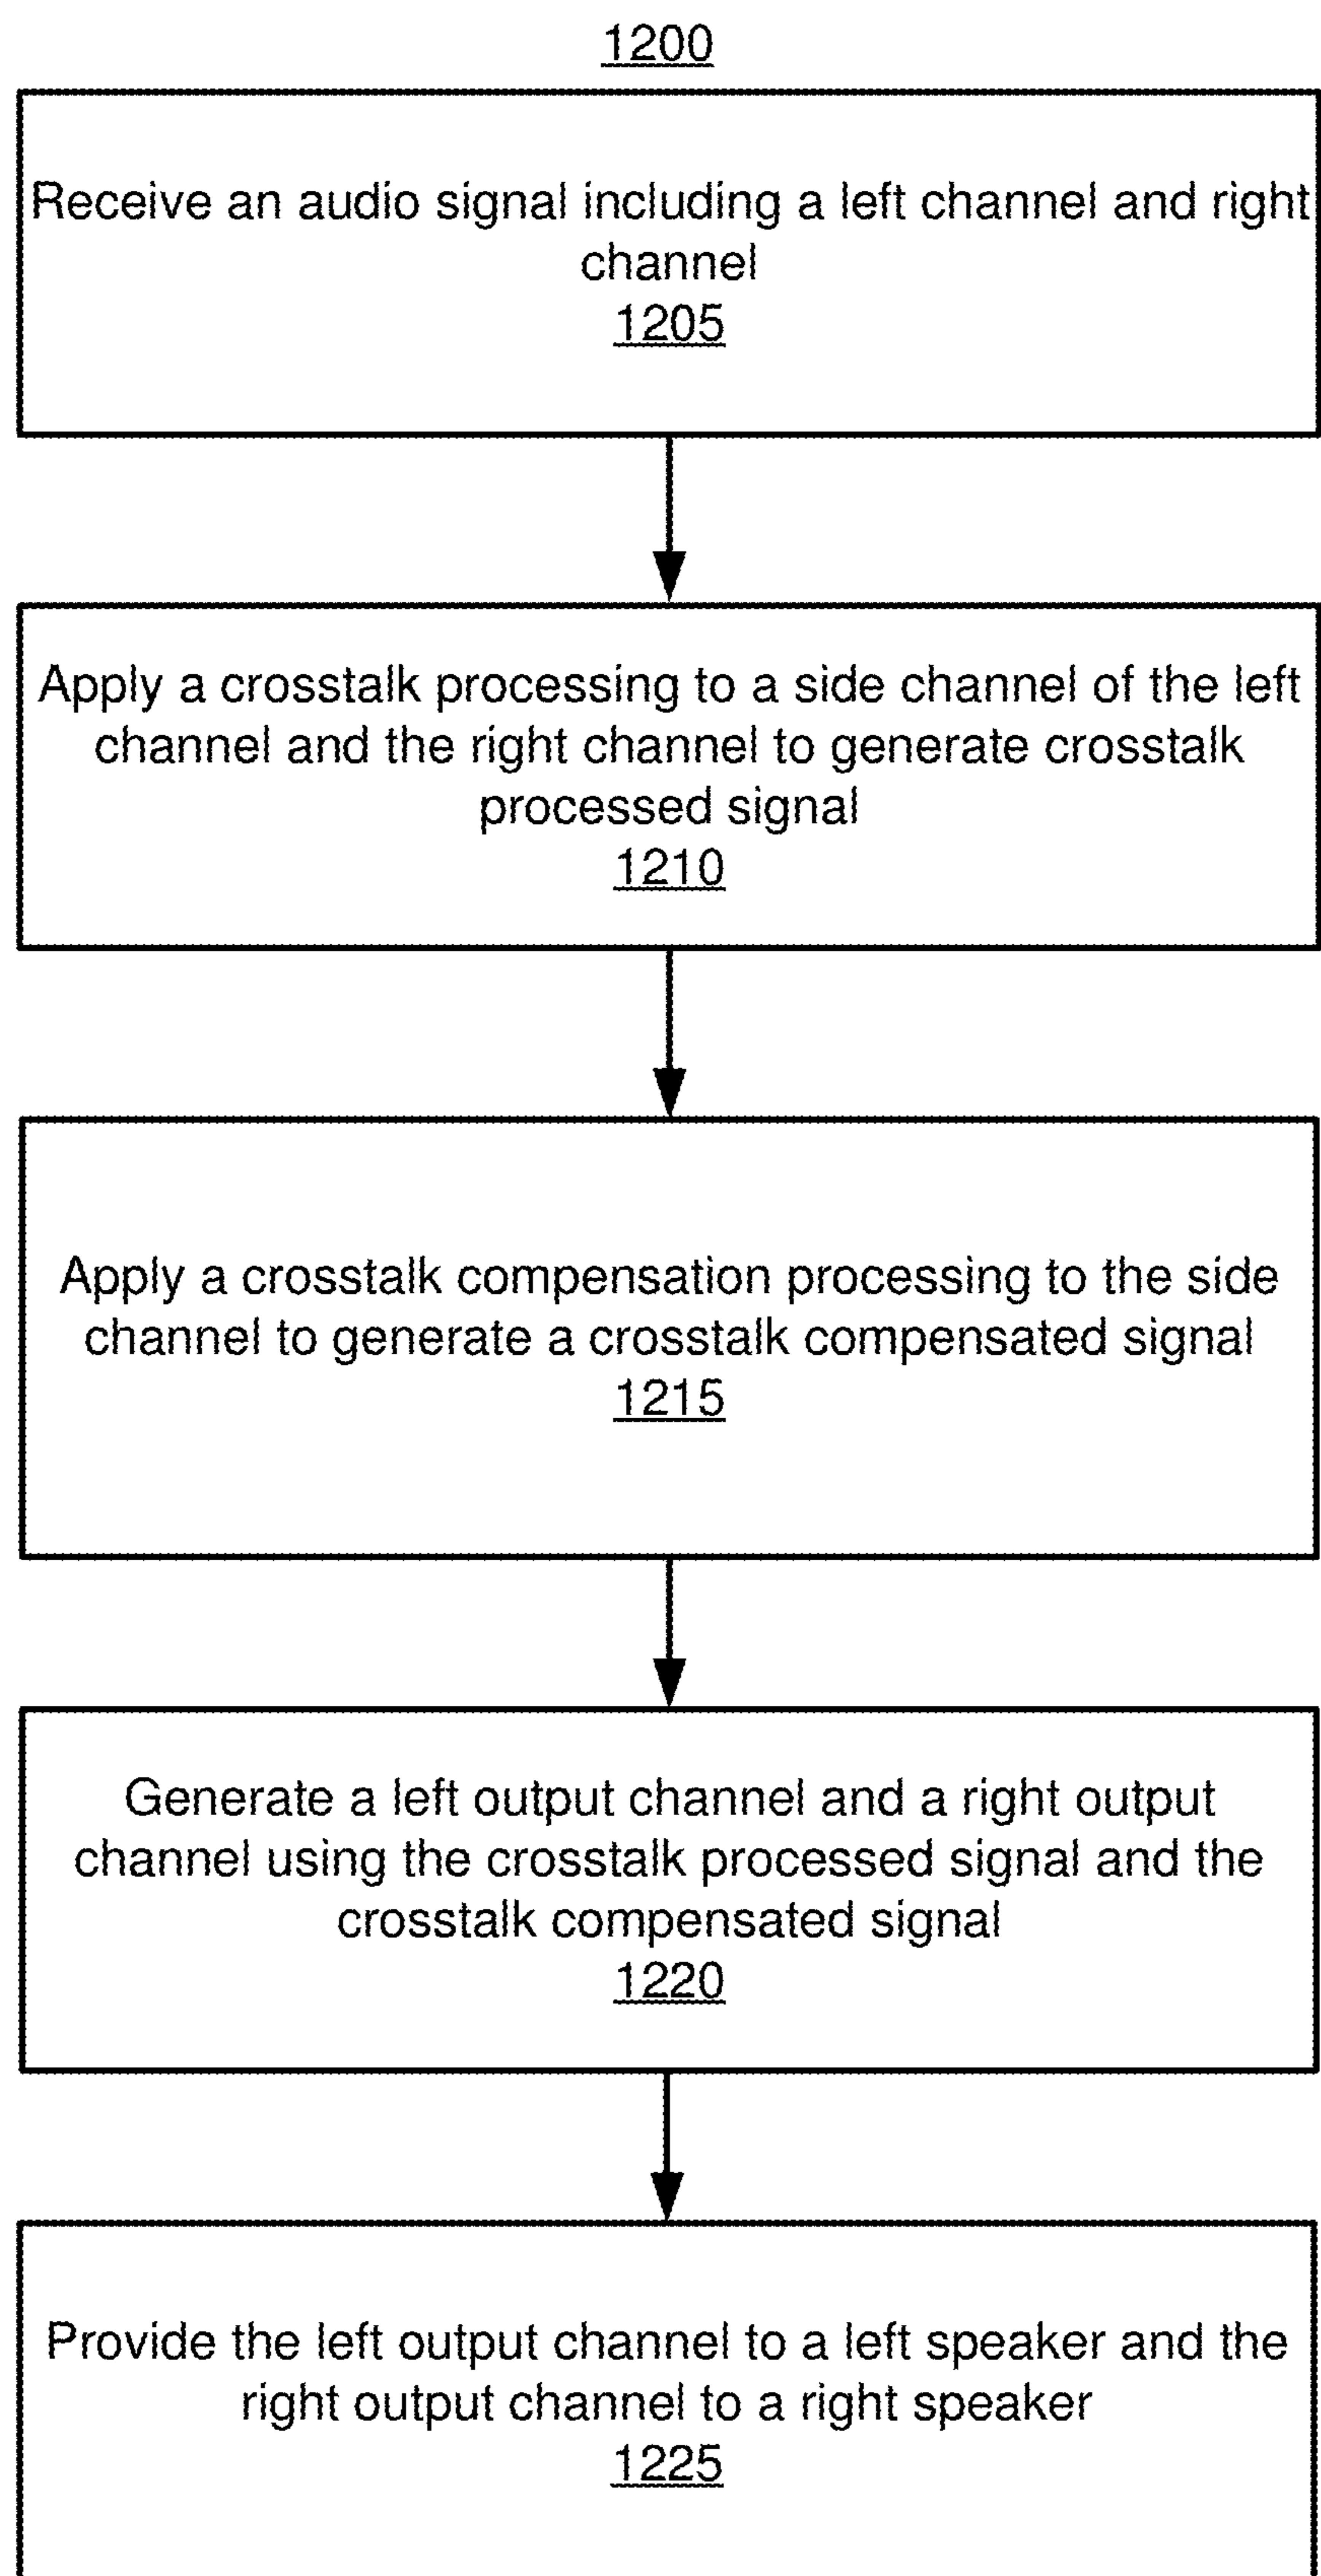 1200
Receive an audio signal including a left channel and right
channel
1205
Apply a crosstalk processing to a side channel of the left
channel and the right channel to generate crosstalk
processed signal
1210
Apply a crosstalk compensation processing to the side
channel to generate a crosstalk compensated signal
1215
Generate a left output channel and a right output
channel using the crosstalk processed signal and the
crosstalk compensated signal
1220
Provide the left output channel to a left speaker and the
right output channel to a right speaker
1225